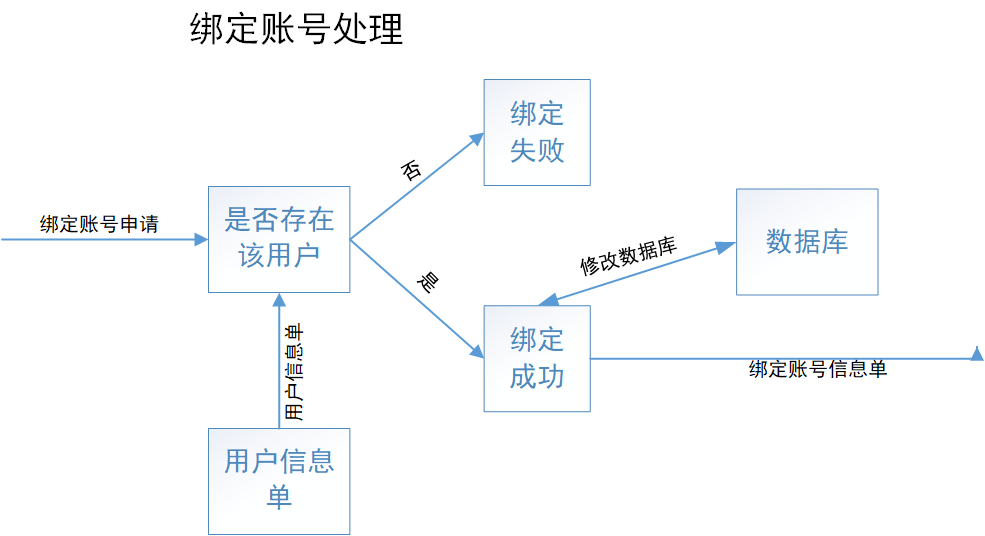 绑定账号处理
绑定
失败
否
绑定账号申请
是否存在
该用户
数据库
修改数据库
是
绑定
成功
绑定账号信息单
用户信息单
用户信息
单